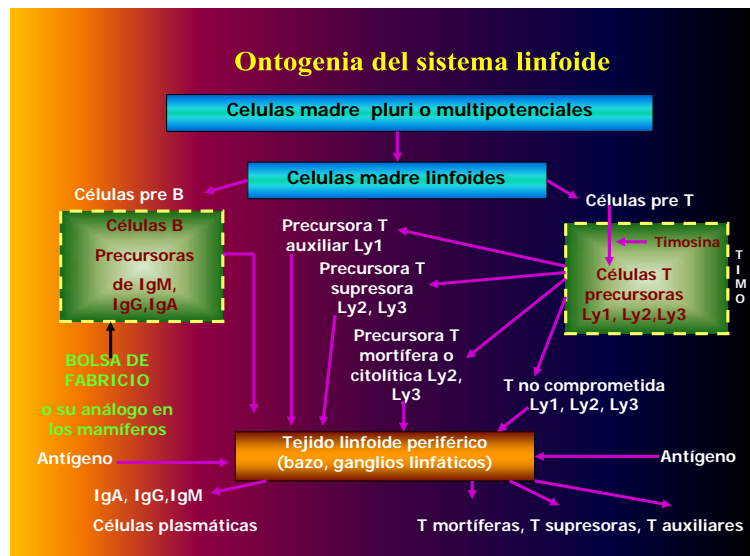 Ontogenia del sistema linfoide
Celulas madre pluri o multipotenciales
Celulas madre linfoides
Células pre B
Células pre T
Células B
Precursoras
de IgM,
IgG,IgA
BOLSA DE
FABRICIO
o su análogo en
los mamíferos
Precursora T
auxiliar Ly1
Precursora T
supresora
Ly2, Ly3
Precursora T
mortífera o
citolítica Ly2,
Ly3
Timosina
Células T
precursoras
Ly1, Ly2,Ly3
TIMO
T no comprometida
Ly1, Ly2, Ly3
Tejido linfoide periférico
(bazo, ganglios linfáticos)
Antígeno
Antígeno
IgA, IgG,IgM
Células plasmáticas
T mortíferas, T supresoras, T auxiliares